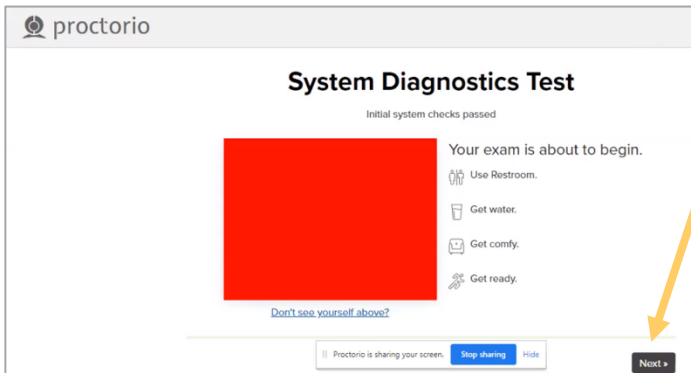 proctorio
System Diagnostics Test
Initial system checks passed
Your exam is about to begin.
Use Restroom.
Get water.
Get comfy.
Get ready.
Don't see yourself above?
Proctorio is sharing your screen. Stop sharing Hide
Next »